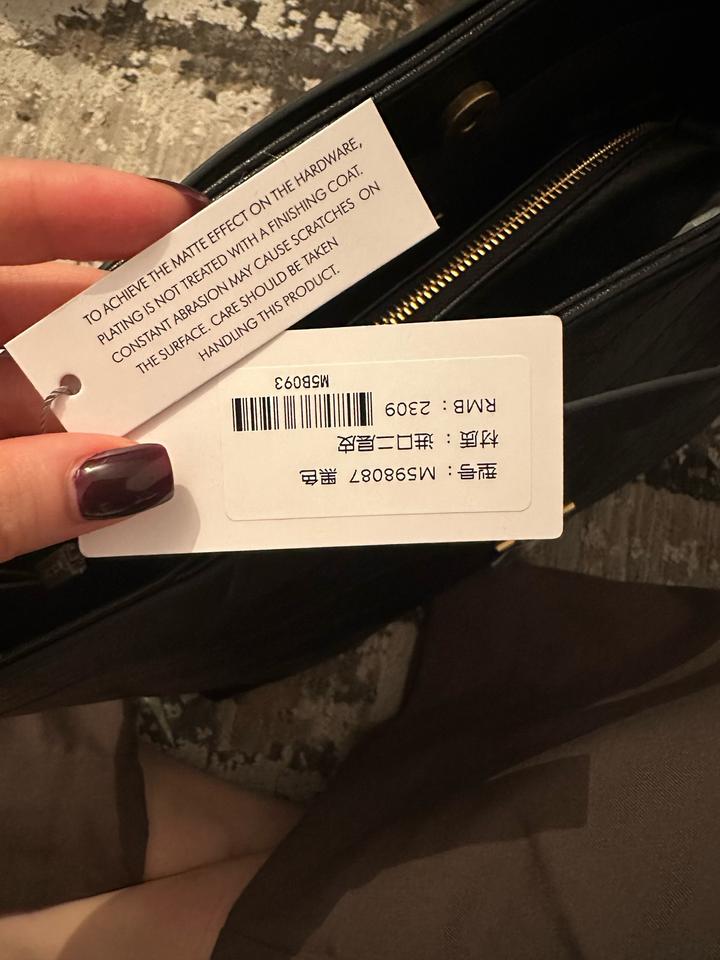 TO ACHIEVE THE MATTE EFFECT ON THE HARDWARE,
PLATING IS NOT TREATED WITH A FINISHING COAT.
CONSTANT ABRASION MAY CAUSE SCRATCHES ON
THE SURFACE. CARE SHOULD BE TAKEN
HANDLING THIS PRODUCT.
型号：M598087 黑色
材质：进口二层皮
RMB：2309
M5B093